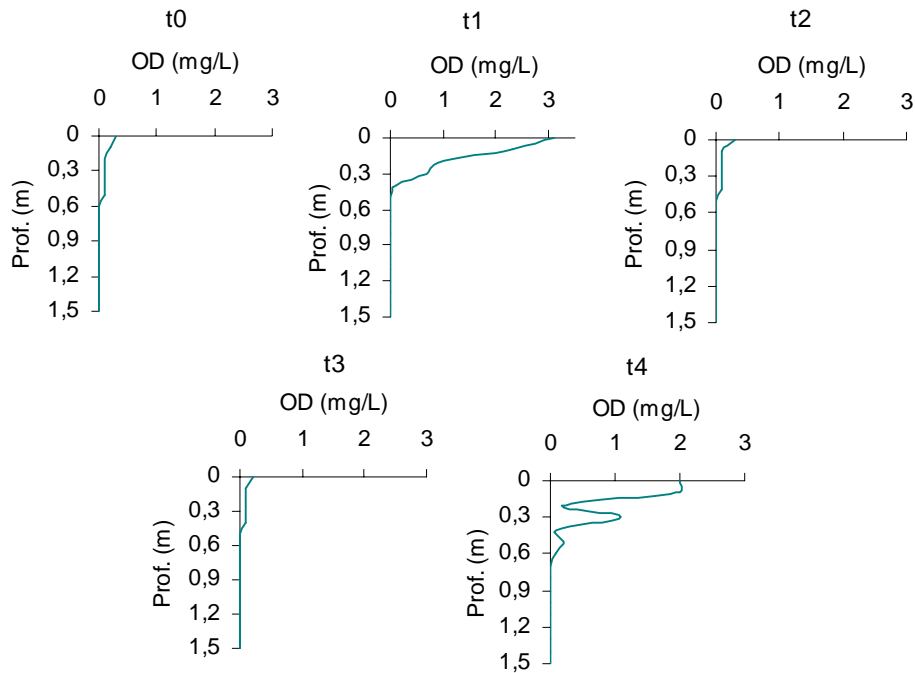 t0
OD (mg/L)
0 1 2 3
0
0,3
0,6
0,9
1,2
1,5
Prof. (m)
t1
OD (mg/L)
0 1 2 3
0
0,3
0,6
0,9
1,2
1,5
Prof. (m)
t2
OD (mg/L)
0 1 2 3
0
0,3
0,6
0,9
1,2
1,5
Prof. (m)
t3
OD (mg/L)
0 1 2 3
0
0,3
0,6
0,9
1,2
1,5
Prof. (m)
t4
OD (mg/L)
0 1 2 3
0
0,3
0,6
0,9
1,2
1,5
Prof. (m)